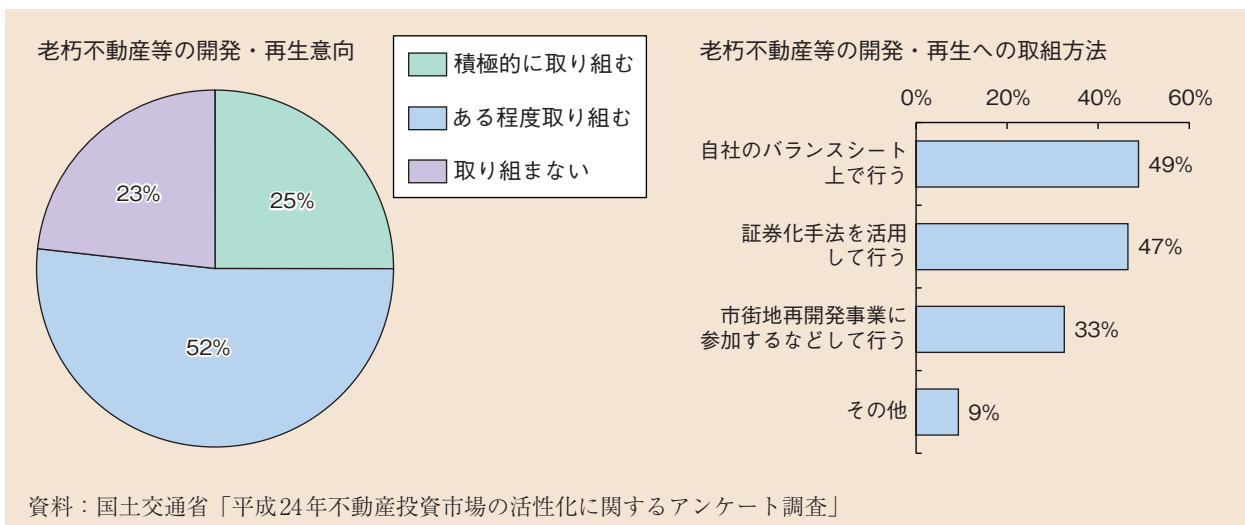 老朽不動産等の開発・再生意向
積極的に取り組む
ある程度取り組む
取り組まない
23%
25%
52%
老朽不動産等の開発・再生への取組方法
0%
20%
40%
60%
自社のバランスシート
上で行う
49%
証券化手法を活用
して行う
47%
市街地再開発事業に
参加するなどして行う
33%
その他
9%
資料：国土交通省「平成24年不動産投資市場の活性化に関するアンケート調査」